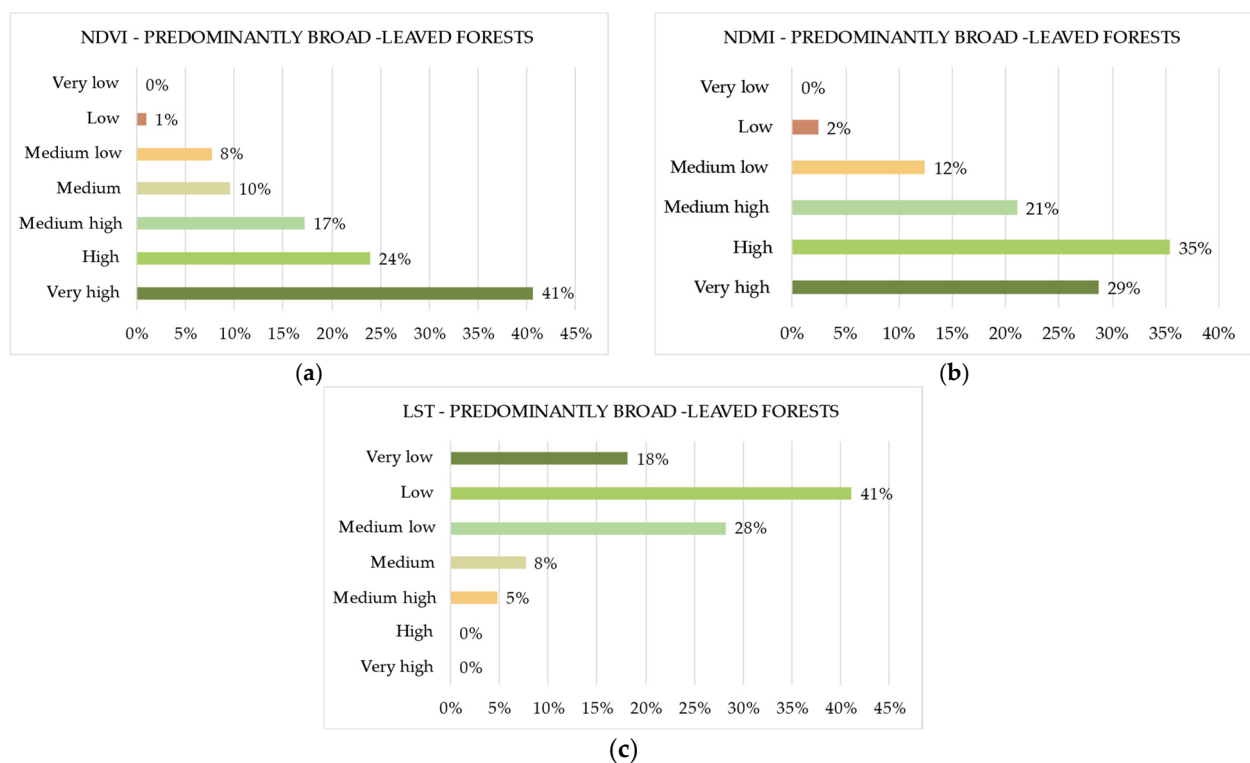 NDVI - PREDOMINANTLY BROAD -LEAVED FORESTS
Very low 0%
Low 1%
Medium low 8%
Medium 10%
Medium high 17%
High 24%
Very high 41%
0% 5% 10% 15% 20% 25% 30% 35% 40% 45%
(a)
NDMI - PREDOMINANTLY BROAD -LEAVED FORESTS
Very low 0%
Low 2%
Medium low 12%
Medium high 21%
High 35%
Very high 29%
0% 5% 10% 15% 20% 25% 30% 35% 40%
(b)
LST - PREDOMINANTLY BROAD -LEAVED FORESTS
Very low 18%
Low 41%
Medium low 28%
Medium 8%
Medium high 5%
High 0%
Very high 0%
0% 5% 10% 15% 20% 25% 30% 35% 40% 45%
(c)